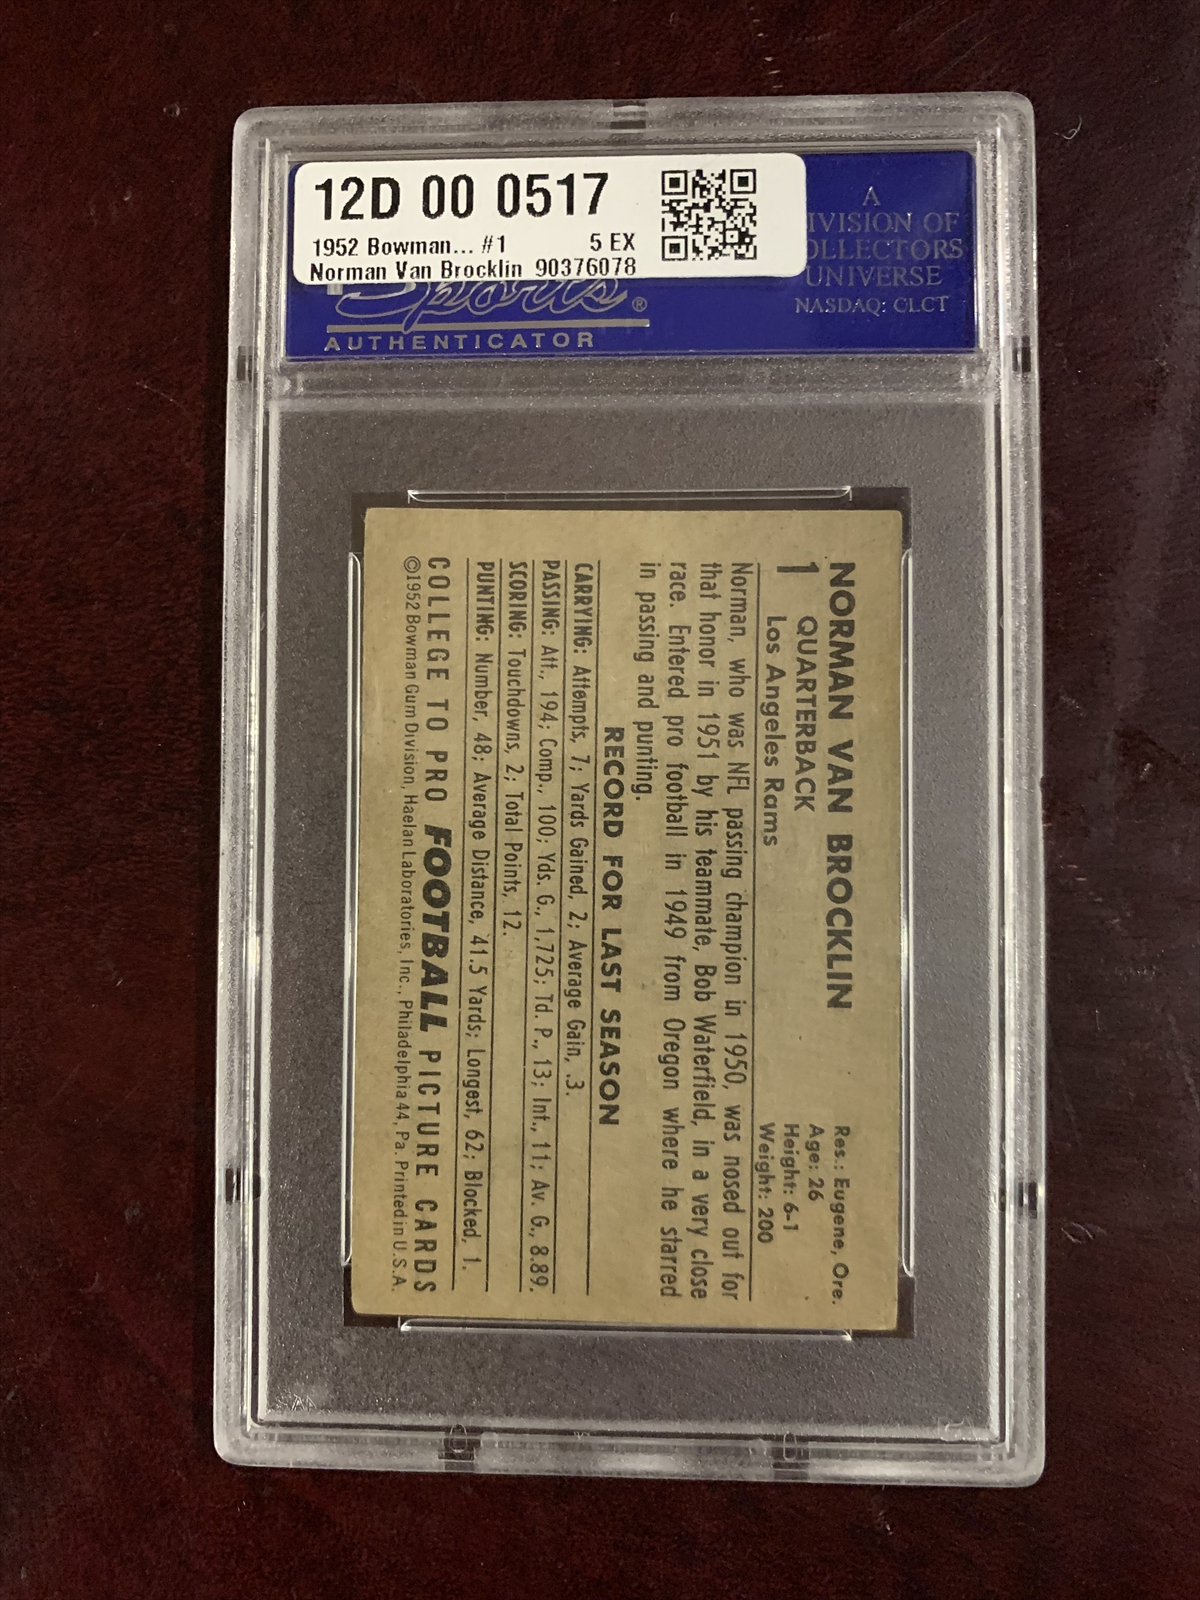 12D 00 0517
1952 Bowman... #1 5 EX
Norman Van Brocklin 90376078
Sports ®
AUTHENTICATOR
A
IVISION OF
OLLECTORS
UNIVERSE
NASDAQ: CLCT
NORMAN VAN BROCKLIN
1 QUARTERBACK
Los Angeles Rams
Res.: Eugene, Ore.
Age: 26
Height: 6-1
Weight: 200
Norman, who was NFL passing champion in 1950, was nosed out for
that honor in 1951 by his teammate, Bob Waterfield, in a very close
race. Entered pro football in 1949 from Oregon where he starred
in passing and punting.
RECORD FOR LAST SEASON
CARRYING: Attempts, 7; Yards Gained, 2; Average Gain, .3.
PASSING: Att., 194; Comp., 100; Yds. G., 1,725; Td. P., 13; Int., 11; Av. G., 8.89.
SCORING: Touchdowns, 2; Total Points, 12.
PUNTING: Number, 48; Average Distance, 41.5 Yards; Longest, 62; Blocked, 1.
COLLEGE TO PRO FOOTBALL PICTURE CARDS
©1952 Bowman Gum Division, Haelan Laboratories, Inc., Philadelphia 44, Pa. Printed in U.S.A.